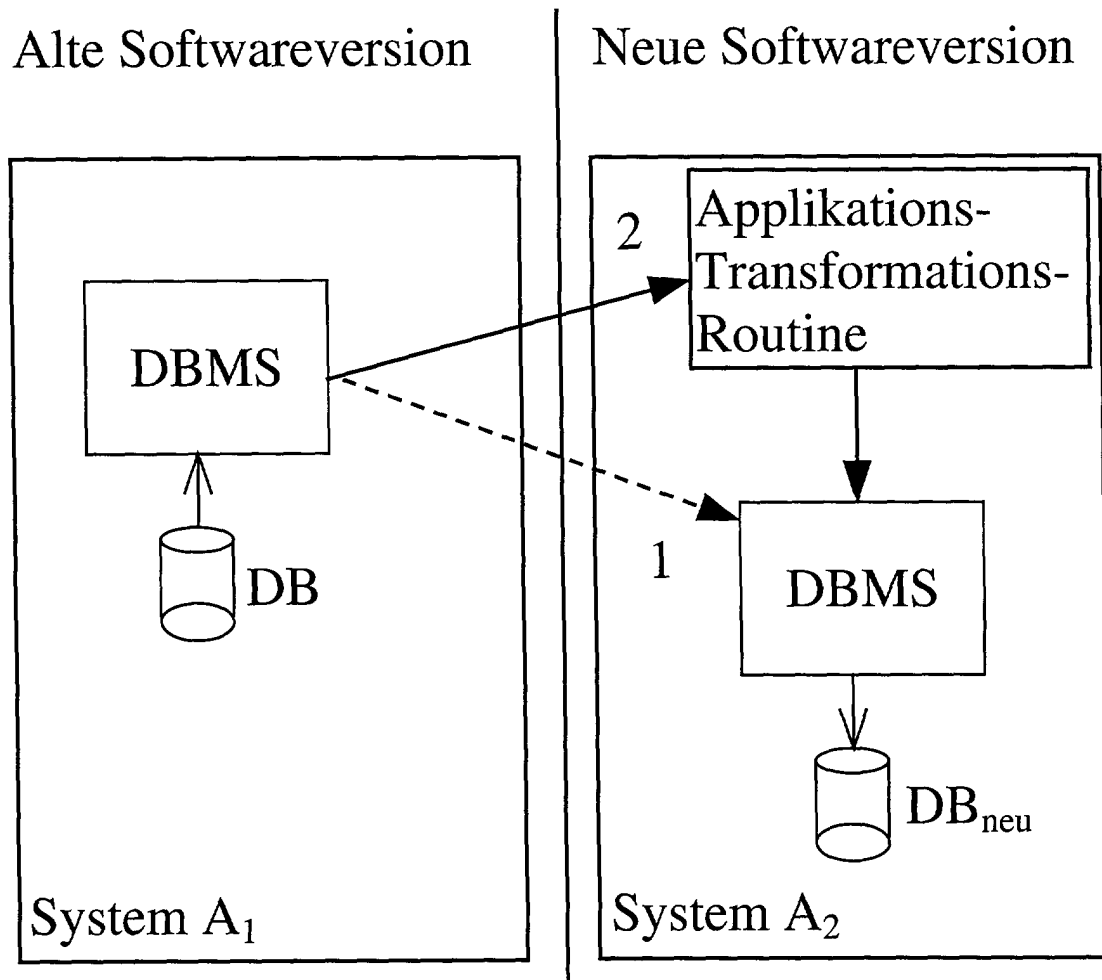 Alte Softwareversion
Neue Softwareversion
2
Applikations-
Transformations-
Routine
DBMS
DB
1
DBMS
DBneu
System A1
System A2